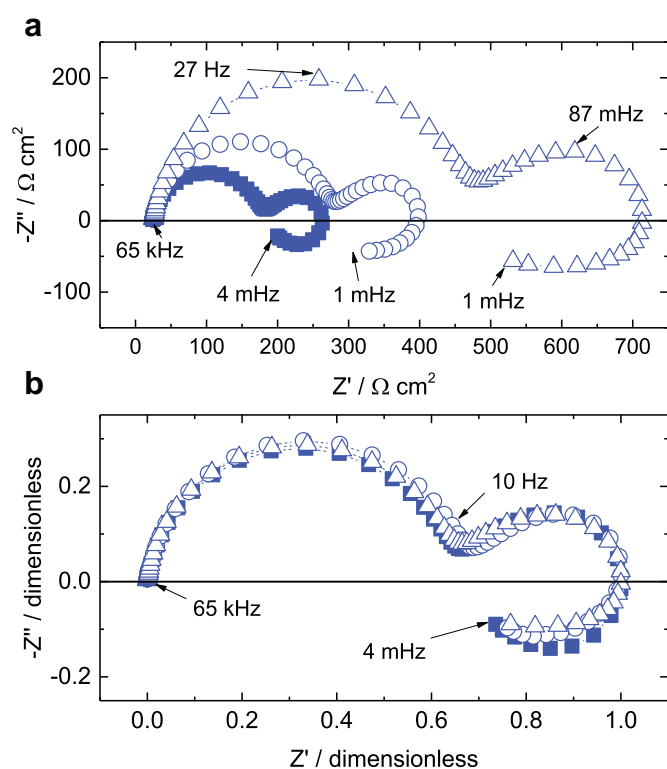 a
200
100
0
-100
-Z" / Ω cm²
27 Hz
87 mHz
65 kHz
4 mHz
1 mHz
1 mHz
0 100 200 300 400 500 600 700
Z' / Ω cm²
b
0.2
0.0
-0.2
-Z" / dimensionless
10 Hz
65 kHz
4 mHz
0.0 0.2 0.4 0.6 0.8 1.0
Z' / dimensionless